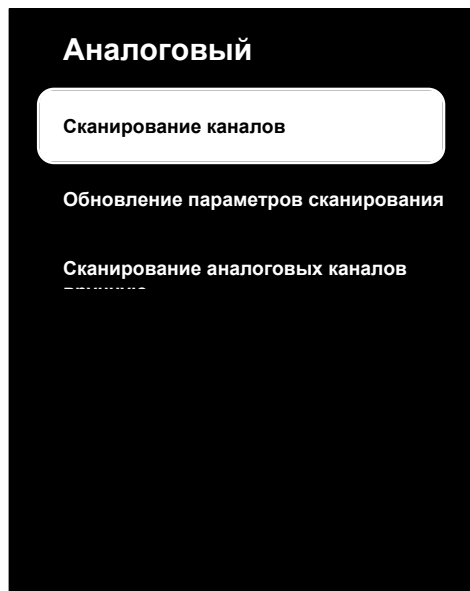 Аналоговый
Сканирование каналов
Обновление параметров сканирования
Сканирование аналоговых каналов